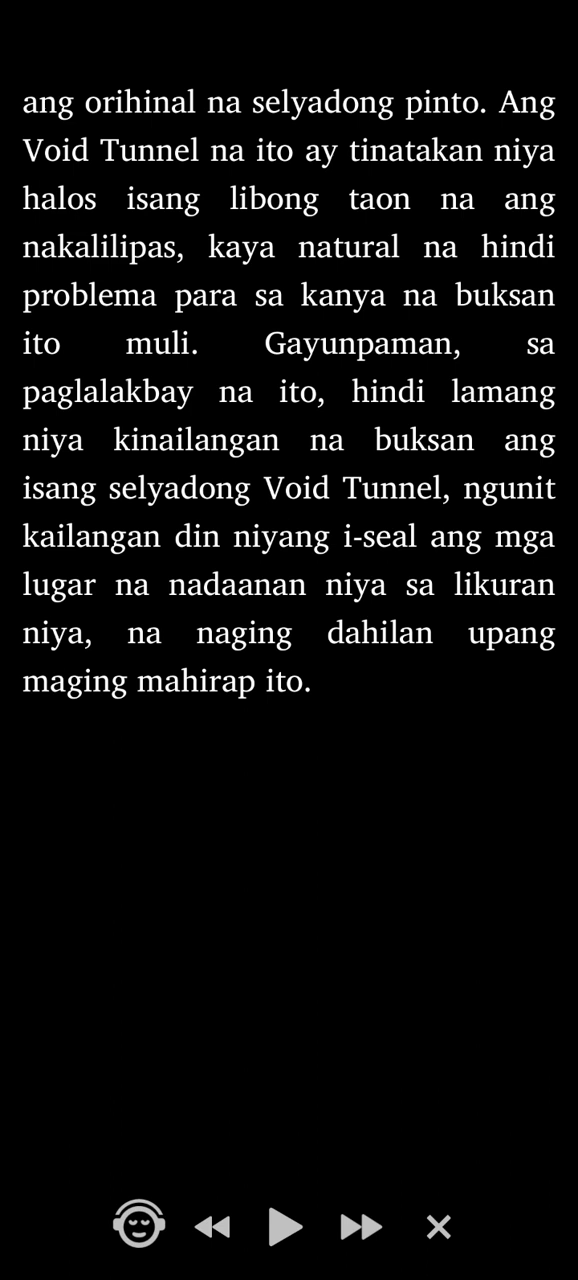 ang orihinal na selyadong pinto. Ang
Void Tunnel na ito ay tinatakan niya
halos isang libong taon na ang
nakalilipas, kaya natural na hindi
problema para sa kanya na buksan
ito muli. Gayunpaman, sa
paglalakbay na ito, hindi lamang
niya kinailangan na buksan ang
isang selyadong Void Tunnel, ngunit
kailangan din niyang i-seal ang mga
lugar na nadaanan niya sa likuran
niya, na naging dahilan upang
maging mahirap ito.